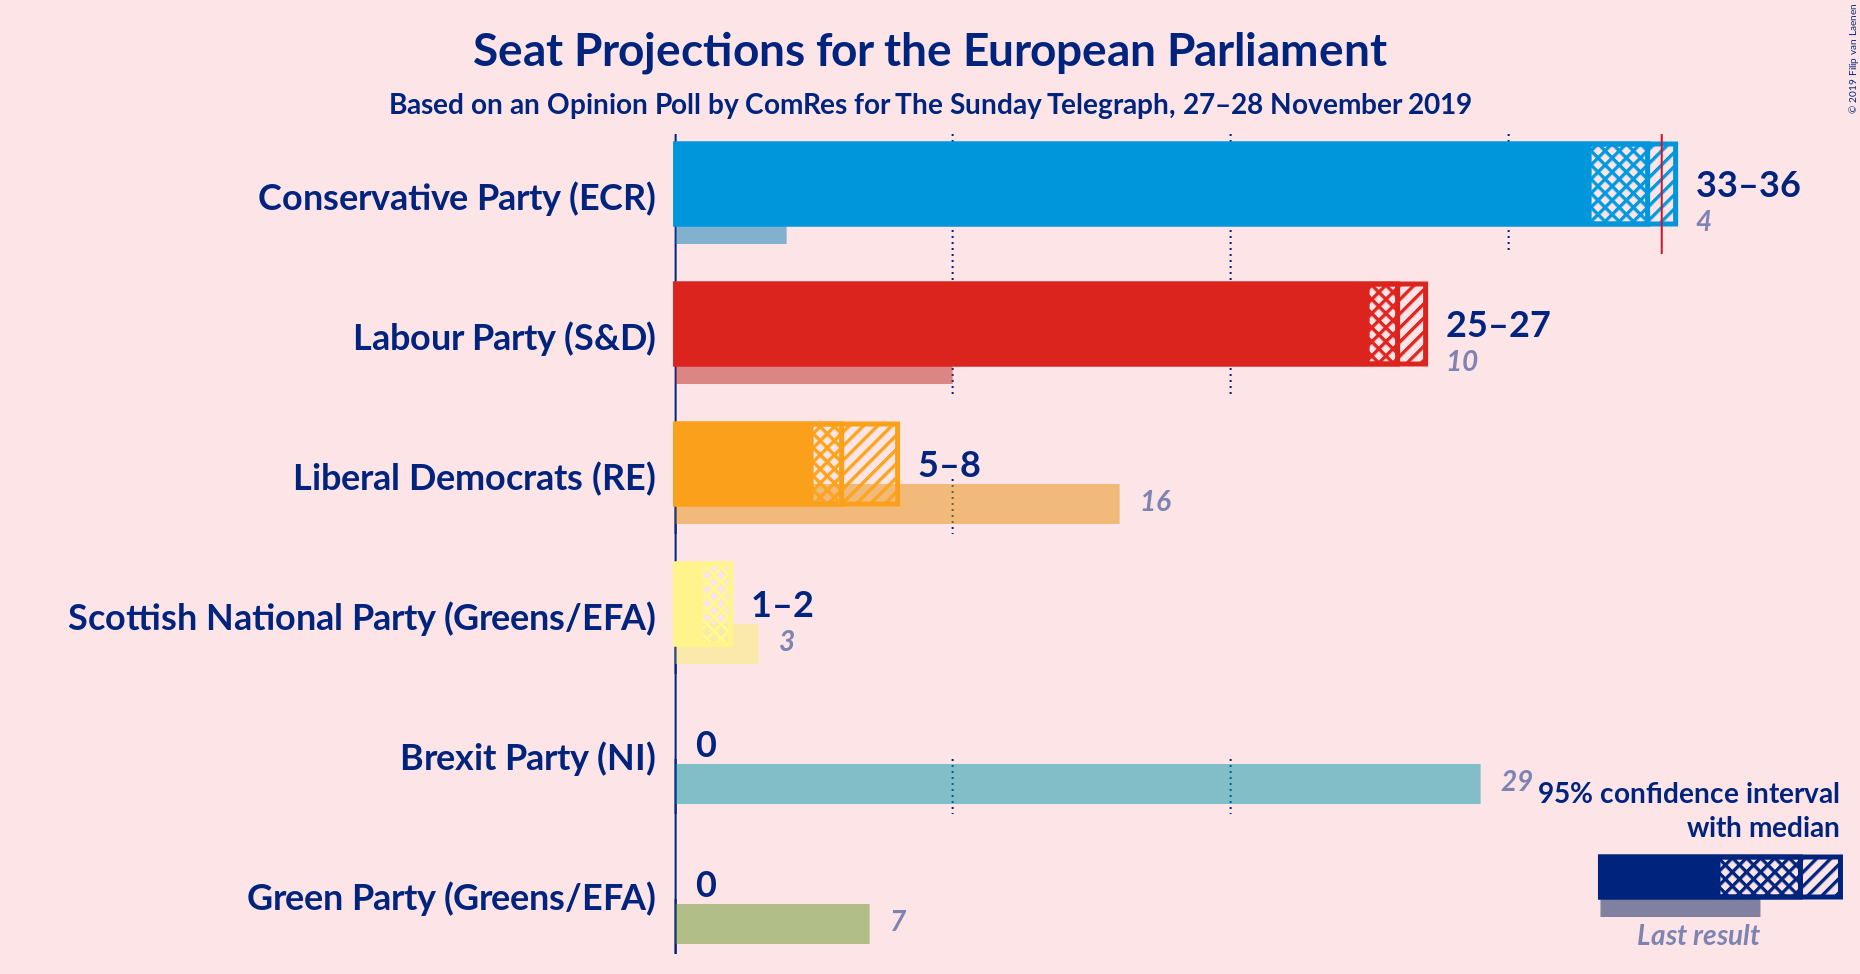 Seat Projections for the European Parliament
Based on an Opinion Poll by ComRes for The Sunday Telegraph, 27–28 November 2019
© 2019 Filip van Laenen
Conservative Party (ECR)
33–36
4
Labour Party (S&D)
25–27
10
Liberal Democrats (RE)
5–8
16
Scottish National Party (Greens/EFA)
1–2
3
Brexit Party (NI)
0
29
Green Party (Greens/EFA)
0
7
95% confidence interval
with median
Last result